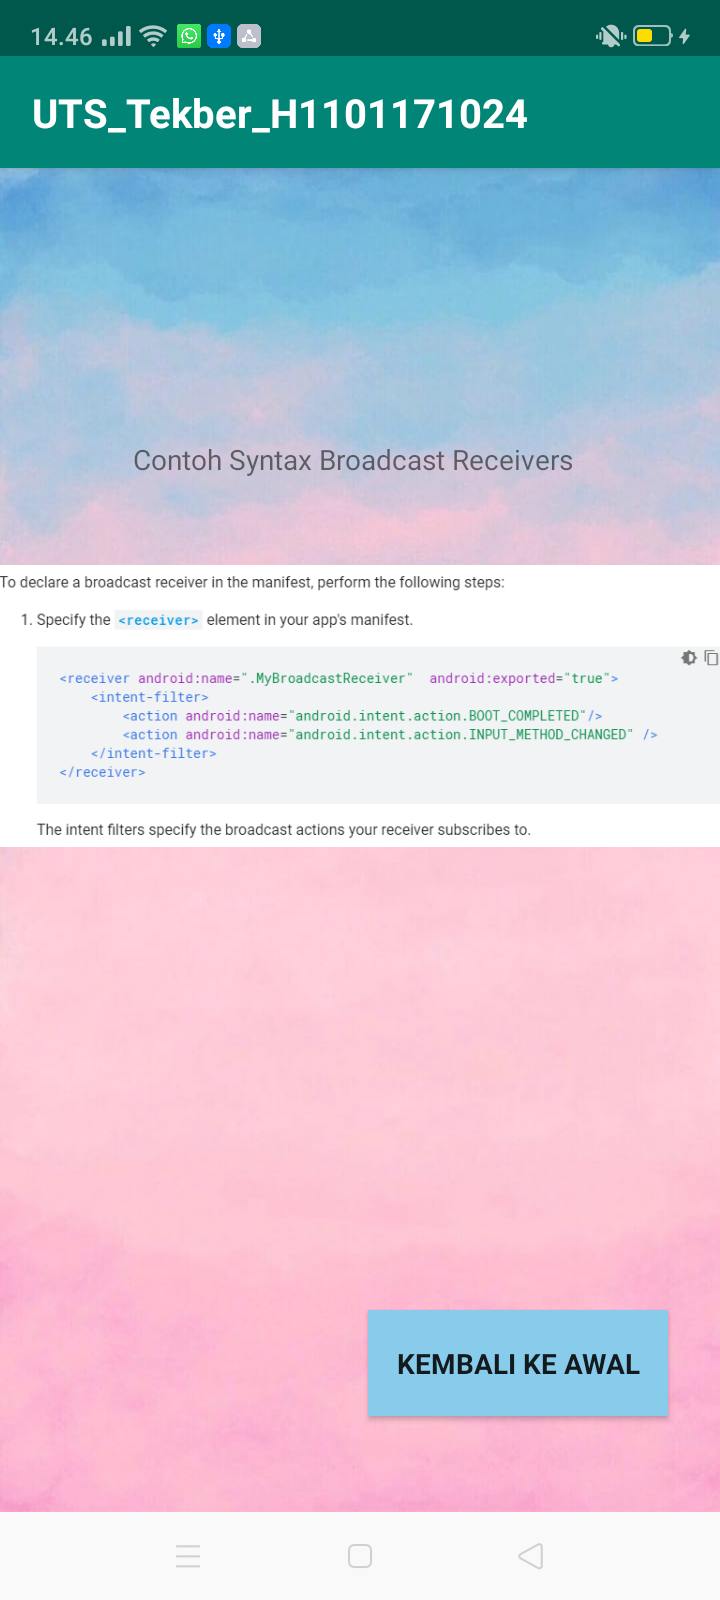 14.46
UTS_Tekber_H1101171024
Contoh Syntax Broadcast Receivers
To declare a broadcast receiver in the manifest, perform the following steps:
1. Specify the <receiver> element in your app's manifest.
<receiver android:name=".MyBroadcastReceiver"  android:exported="true">
    <intent-filter>
        <action android:name="android.intent.action.BOOT_COMPLETED"/>
        <action android:name="android.intent.action.INPUT_METHOD_CHANGED" />
    </intent-filter>
</receiver>
The intent filters specify the broadcast actions your receiver subscribes to.
KEMBALI KE AWAL